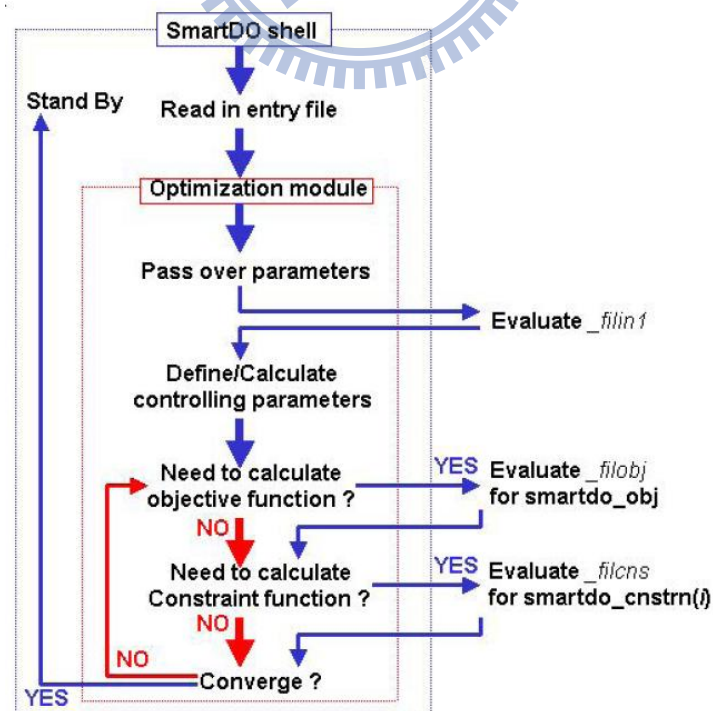 SmartDO shell
Stand By
Read in entry file
Optimization module
Pass over parameters
Evaluate _filin1
Define/Calculate
controlling parameters
Need to calculate
objective function ?
YES
Evaluate _filobj
for smartdo_obj
NO
Need to calculate
Constraint function ?
YES
Evaluate _filcns
for smartdo_cnstrn(i)
NO
NO
Converge ?
YES